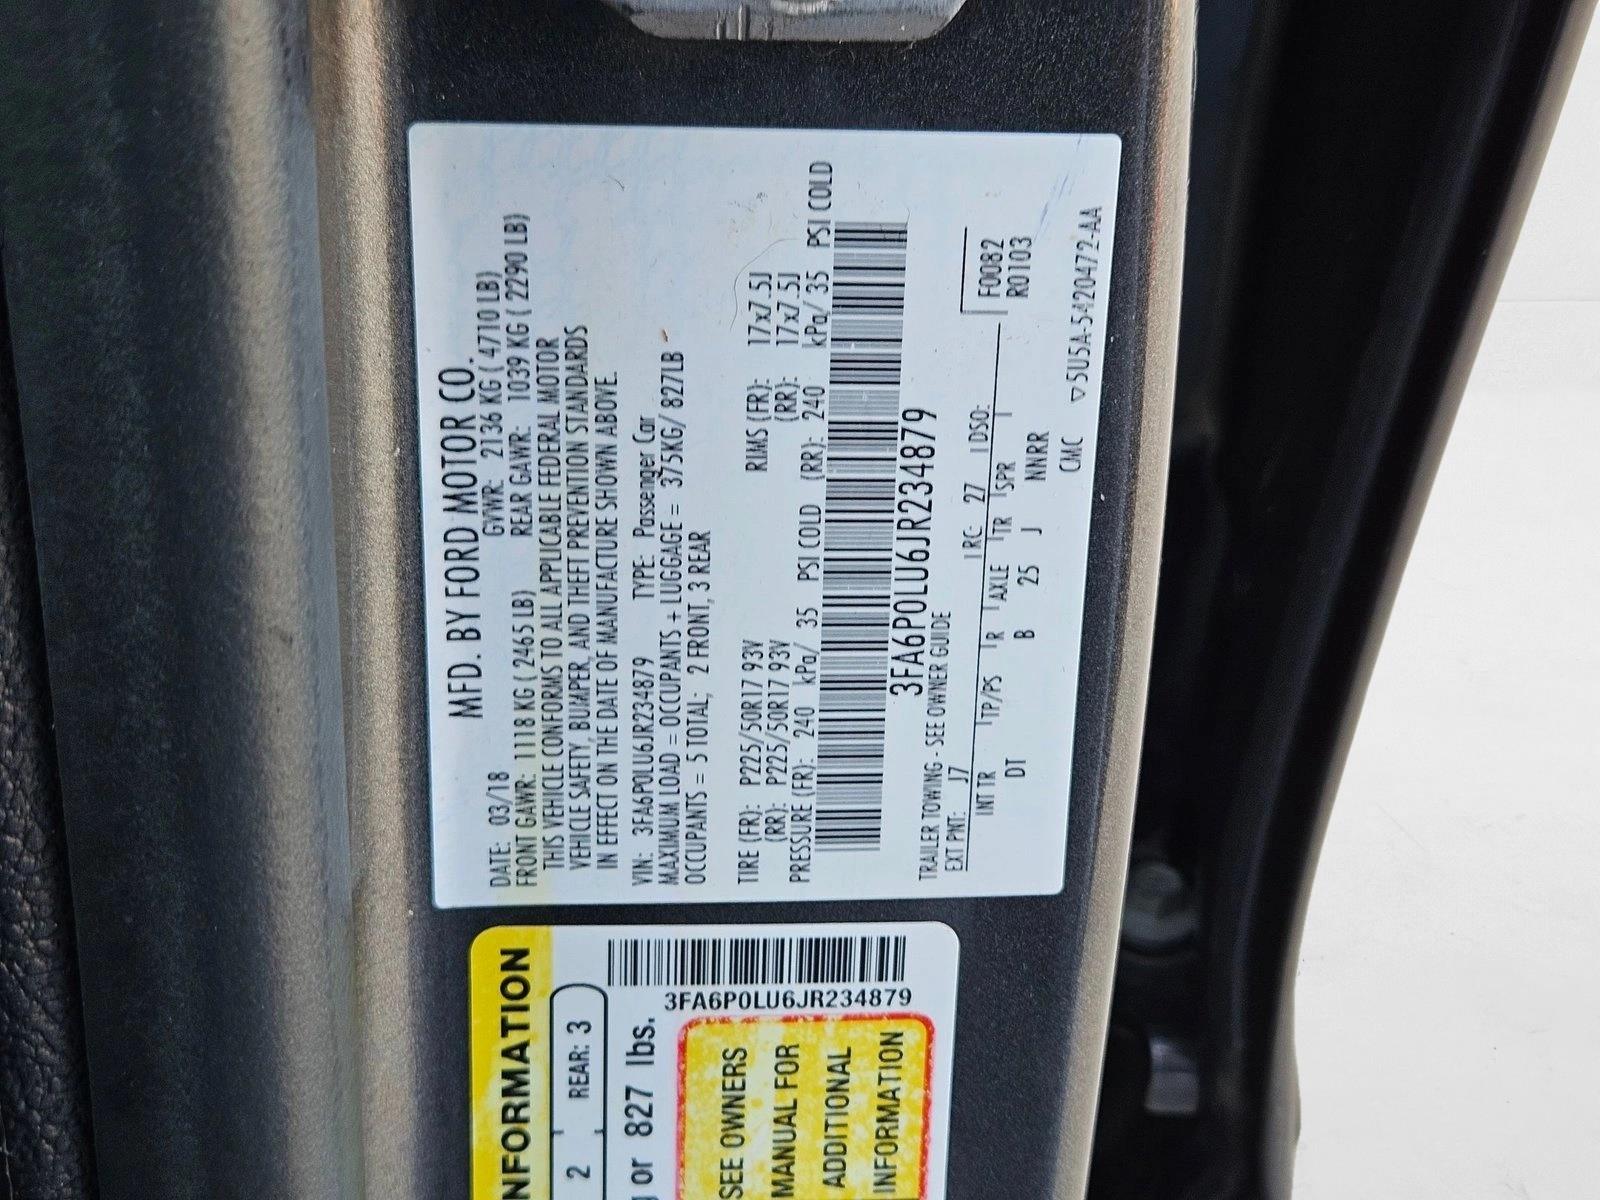 MFD. BY FORD MOTOR CO.
DATE: 03/18 GVWR: 2136 KG ( 4710 LB)
FRONT GAWR: 1118 KG ( 2465 LB) REAR GAWR: 1039 KG ( 2290 LB)
THIS VEHICLE CONFORMS TO ALL APPLICABLE FEDERAL MOTOR
VEHICLE SAFETY, BUMPER, AND THEFT PREVENTION STANDARDS
IN EFFECT ON THE DATE OF MANUFACTURE SHOWN ABOVE.
VIN: 3FA6P0LU6JR234879 TYPE: Passenger Car
MAXIMUM LOAD = OCCUPANTS + LUGGAGE = 375KG/ 827LB
OCCUPANTS = 5 TOTAL; 2 FRONT, 3 REAR
TIRE (FR): P225/50R17 93V RIMS (FR): 17x7.5J
(RR): P225/50R17 93V (RR): 17x7.5J
PRESSURE (FR): 240 kPa/ 35 PSI COLD (RR): 240 kPa/ 35 PSI COLD
3FA6P0LU6JR234879
TRAILER TOWING - SEE OWNER GUIDE
EXT PNT: J7 RC: 27 DSO: F0082
INT TR TP/PS R AXLE TR SPR R0103
DT B 25 J NNRR
CMC ▽5U5A-5420472-AA
INFORMATION
2 REAR: 3
or 827 lbs.
3FA6P0LU6JR234879
SEE OWNERS
MANUAL FOR
ADDITIONAL
INFORMATION